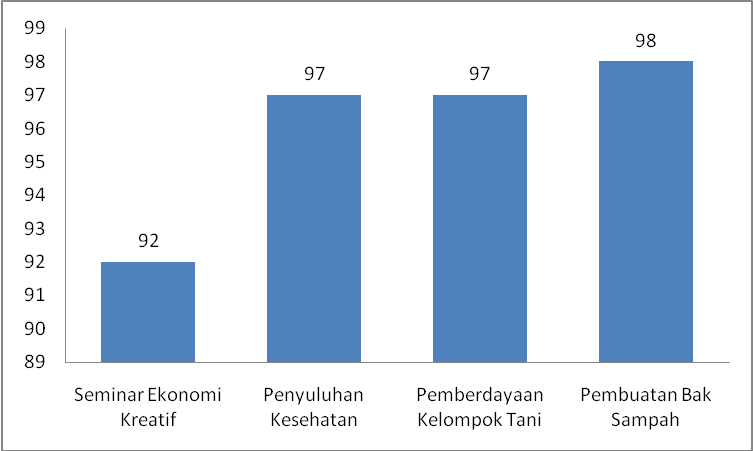 99
98
97
96
95
94
93
92
91
90
89
92
97
97
98
Seminar Ekonomi
Kreatif
Penyuluhan
Kesehatan
Pemberdayaan
Kelompok Tani
Pembuatan Bak
Sampah